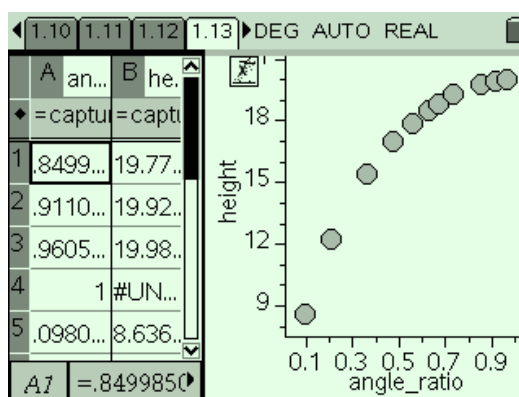 1.10 1.11 1.12 1.13 DEG AUTO REAL
A an... B he.
=captu =captu
1 .8499... 19.77..
2 .9110... 19.92..
3 .9605... 19.98..
4 1 #UN...
5 .0980... 8.636..
A1 =.8499850
height
18
15
12
9
0.1 0.3 0.5 0.7 0.9
angle_ratio